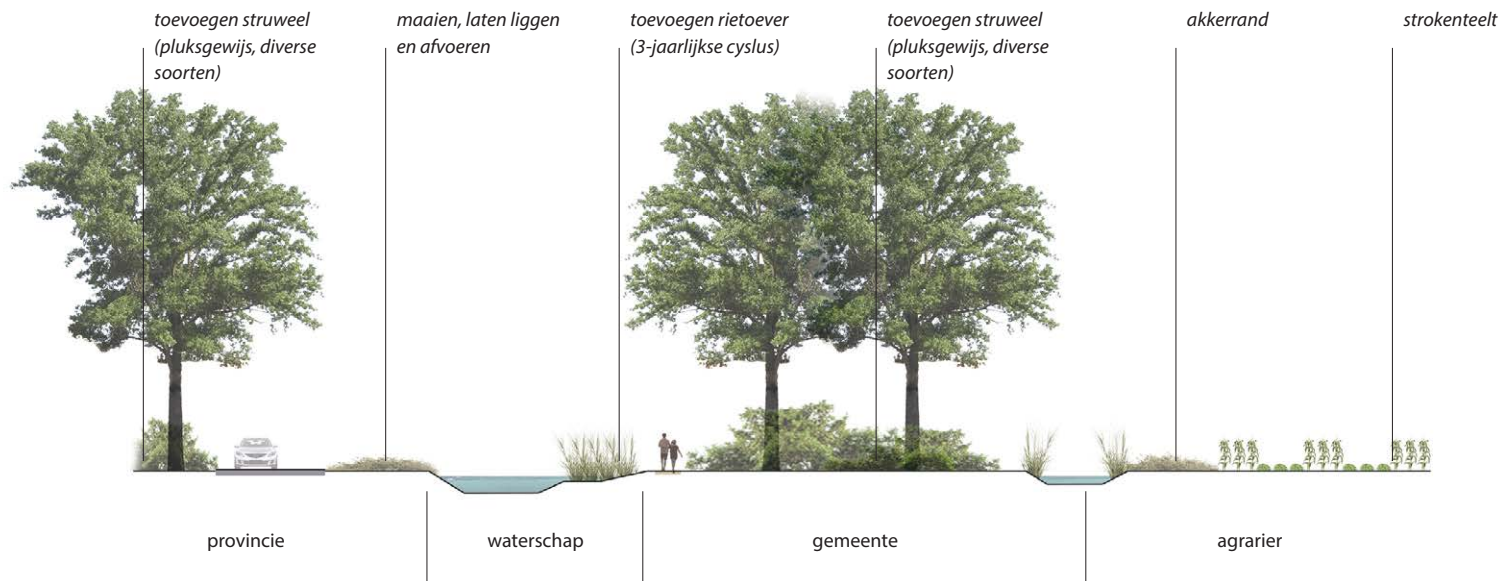 toevoegen struweel
(pluksgewijs, diverse
soorten)
maaien, laten liggen
en afvoeren
toevoegen rietoever
(3-jaarlijkse cyslus)
toevoegen struweel
(pluksgewijs, diverse
soorten)
akkerrand
strokenteelt
provincie
waterschap
gemeente
agrarier